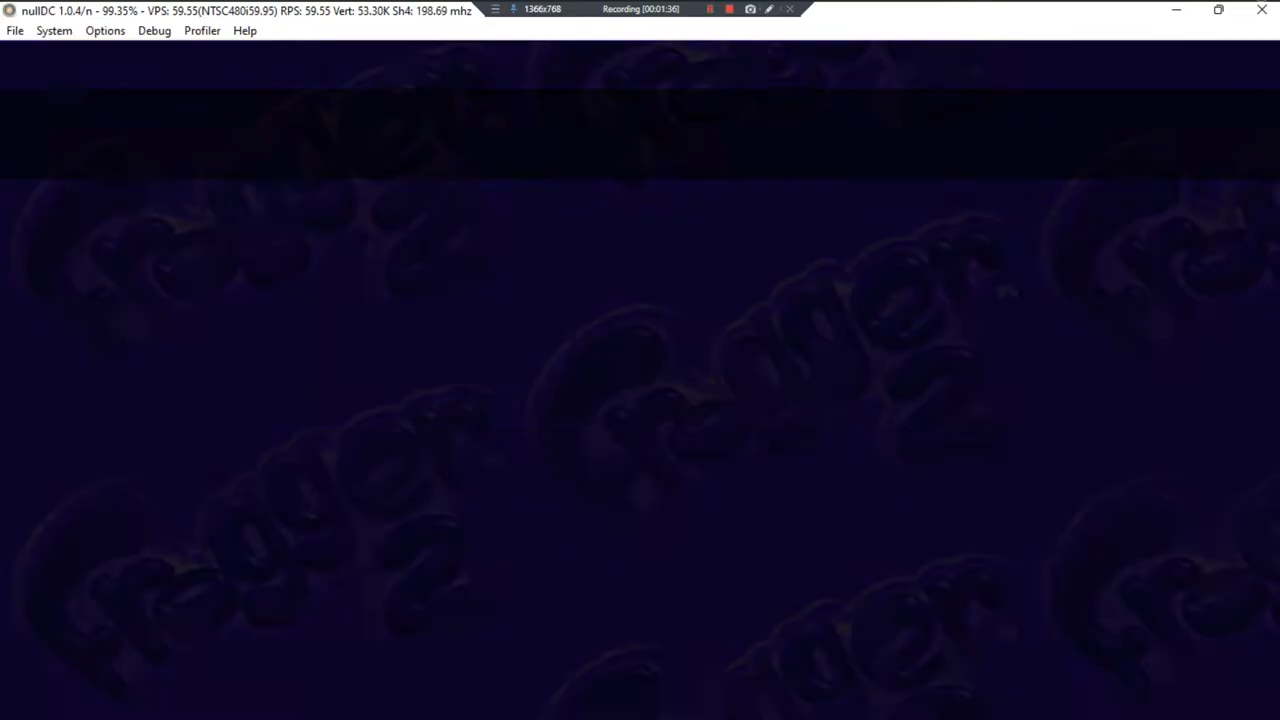 nullDC 1.0.4/n - 99.35% - VPS: 59.55(NTSC480i59.95) RPS: 59.55 Vert: 53.30K Sh4: 198.69 mhz
1366x768
Recording [00:01:36]
File System Options Debug Profiler Help